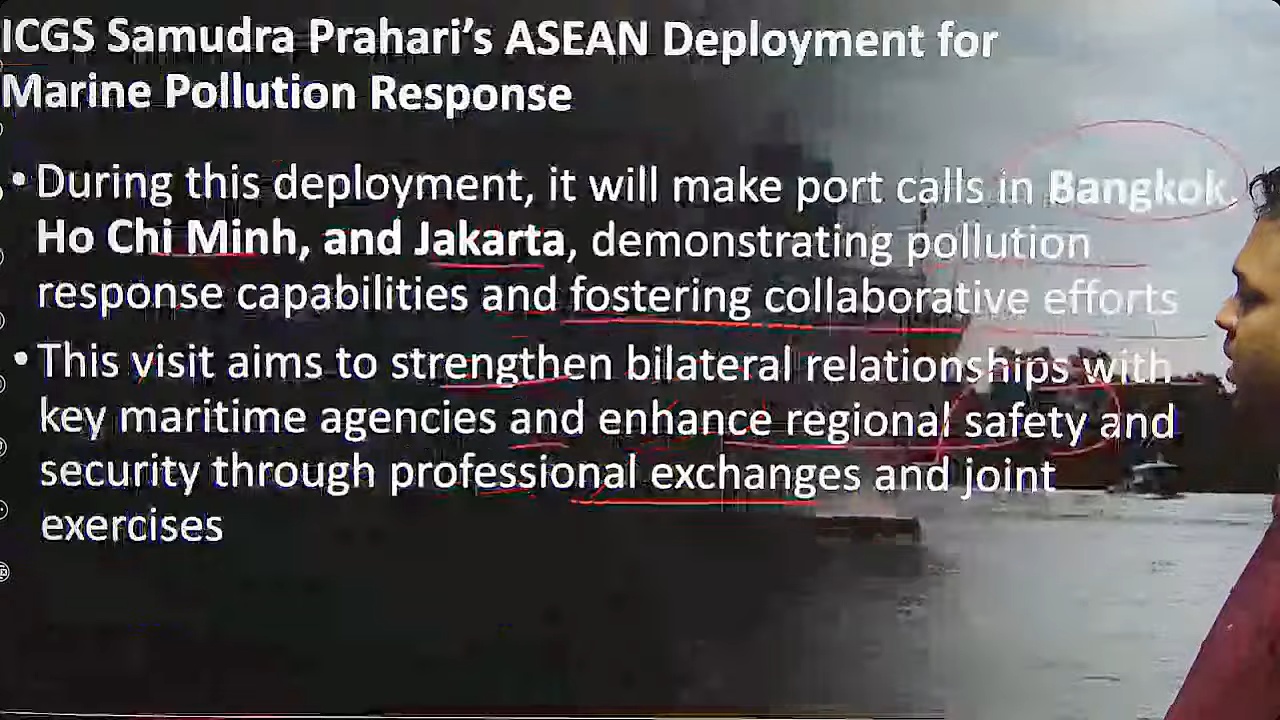 ICGS Samudra Prahari’s ASEAN Deployment for
Marine Pollution Response
• During this deployment, it will make port calls in Bangkok
Ho Chi Minh, and Jakarta, demonstrating pollution
response capabilities and fostering collaborative efforts
• This visit aims to strengthen bilateral relationships with
key maritime agencies and enhance regional safety and
security through professional exchanges and joint
exercises